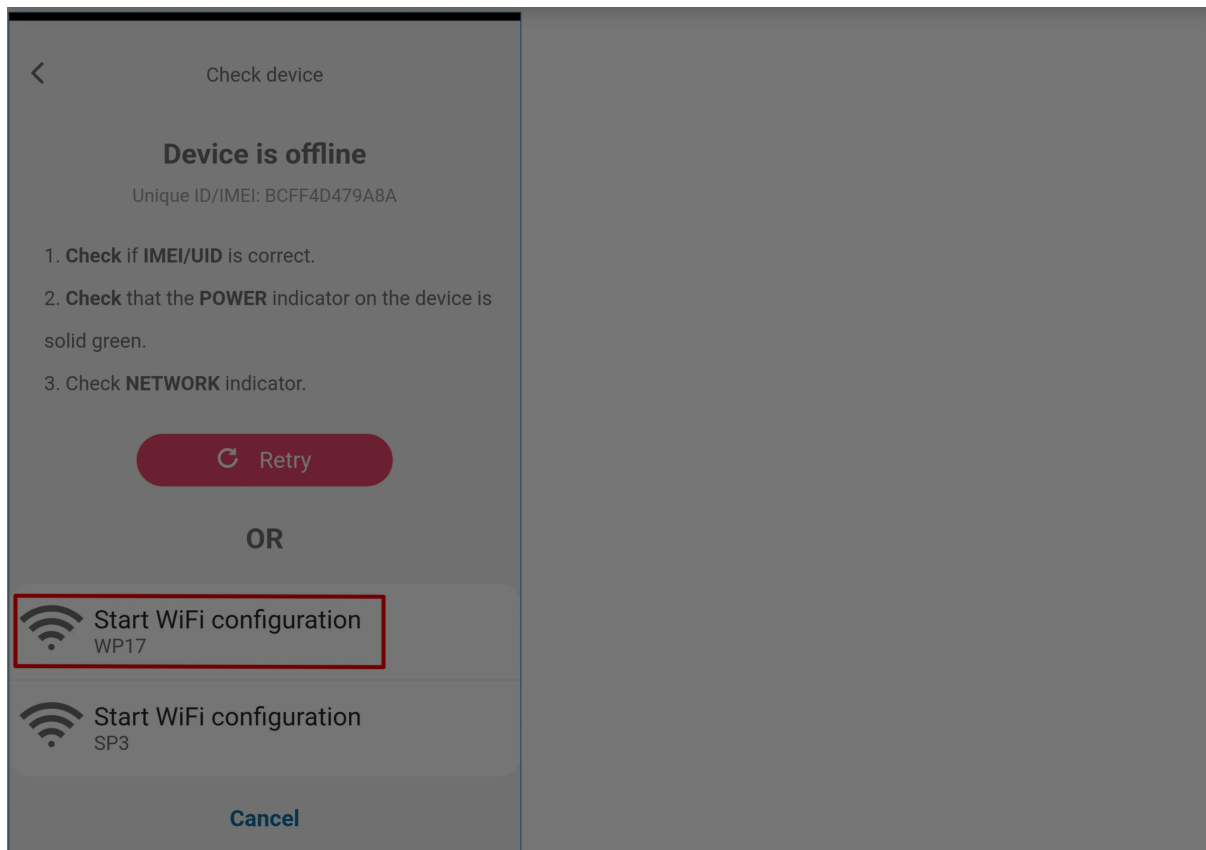 Check device
Device is offline
Unique ID/IMEI: BCFF4D479A8A
1. Check if IMEI/UID is correct.
2. Check that the POWER indicator on the device is
solid green.
3. Check NETWORK indicator.
Retry
OR
Start WiFi configuration
WP17
Start WiFi configuration
SP3
Cancel